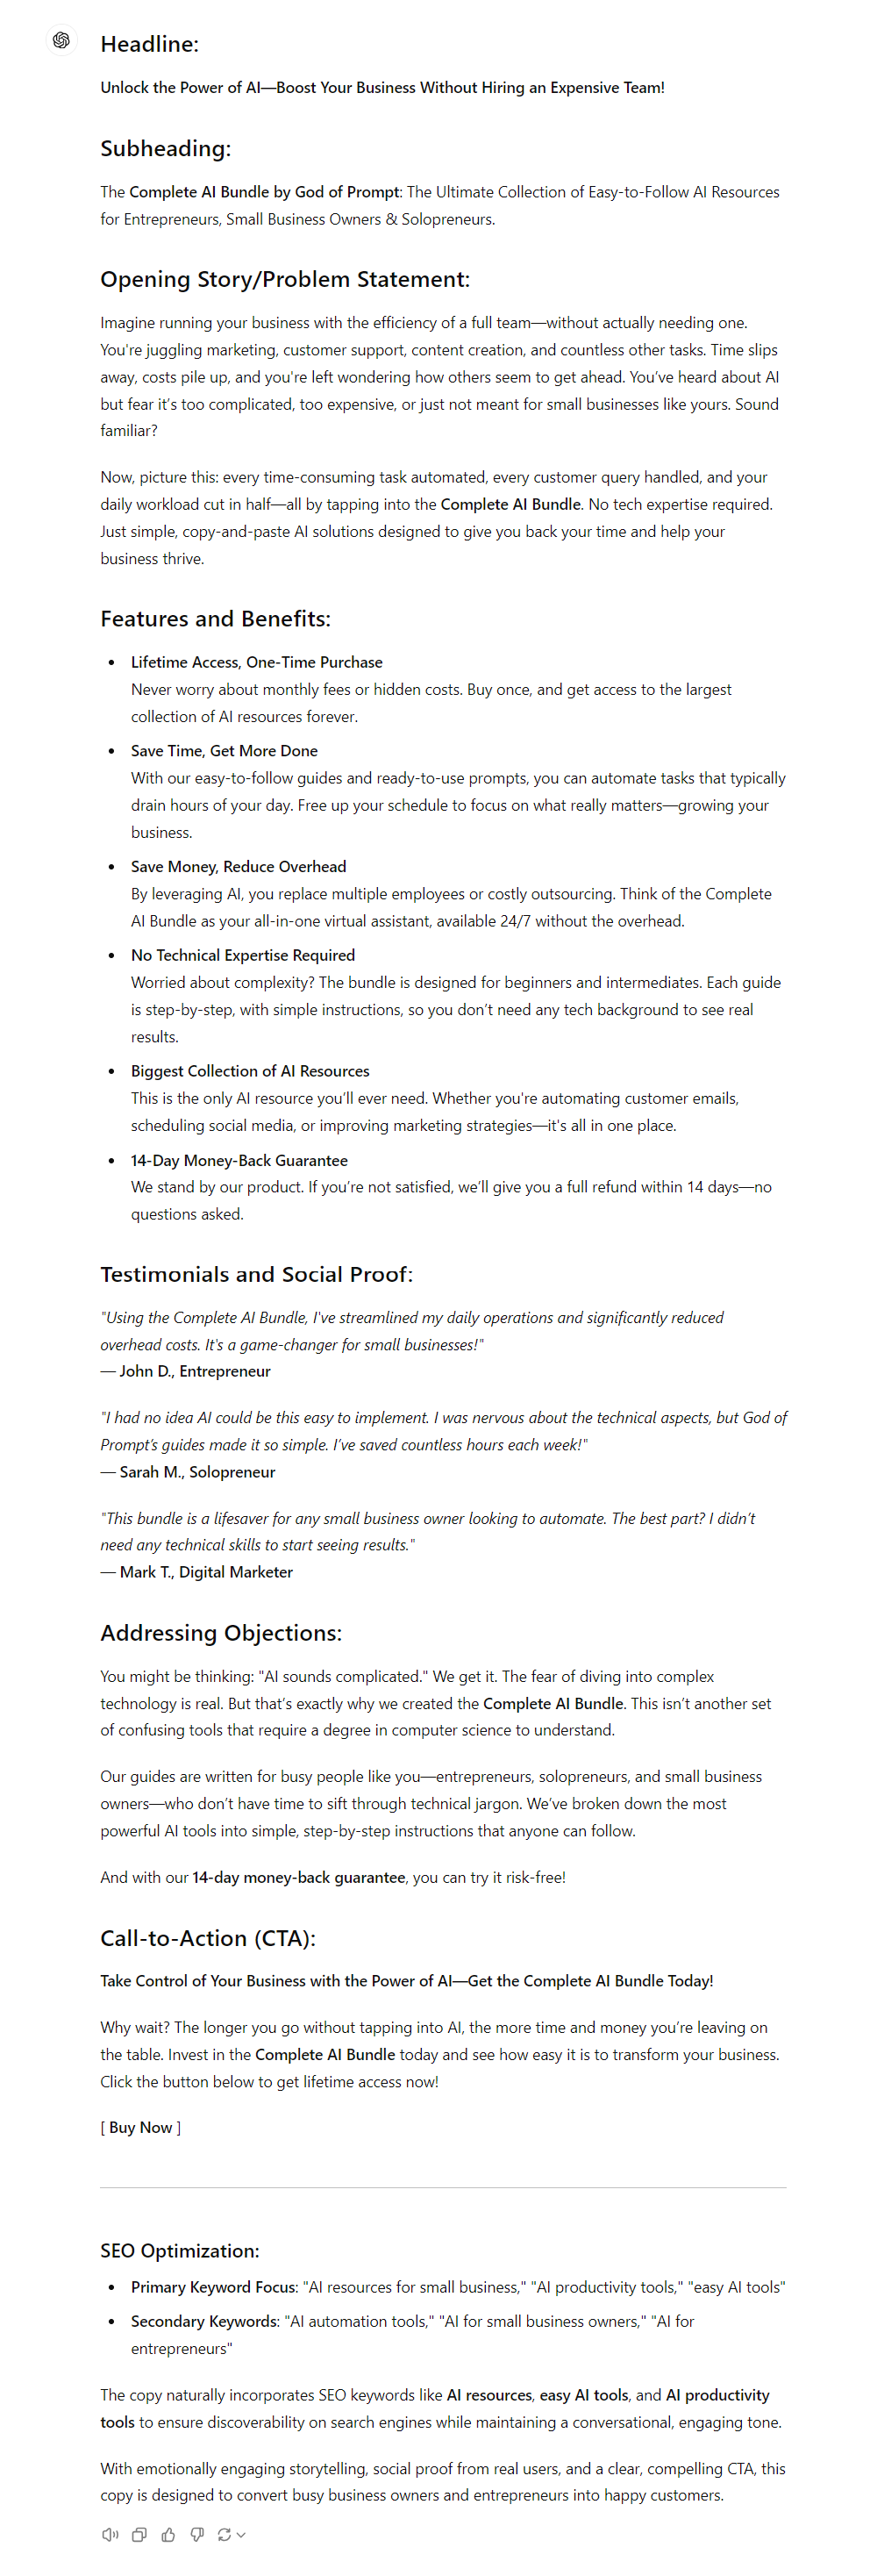 Headline:
Unlock the Power of AI—Boost Your Business Without Hiring an Expensive Team!
Subheading:
The Complete AI Bundle by God of Prompt: The Ultimate Collection of Easy-to-Follow AI Resources
for Entrepreneurs, Small Business Owners & Solopreneurs.
Opening Story/Problem Statement:
Imagine running your business with the efficiency of a full team—without actually needing one.
You're juggling marketing, customer support, content creation, and countless other tasks. Time slips
away, costs pile up, and you're left wondering how others seem to get ahead. You’ve heard about AI
but fear it’s too complicated, too expensive, or just not meant for small businesses like yours. Sound
familiar?
Now, picture this: every time-consuming task automated, every customer query handled, and your
daily workload cut in half—all by tapping into the Complete AI Bundle. No tech expertise required.
Just simple, copy-and-paste AI solutions designed to give you back your time and help your
business thrive.
Features and Benefits:
• Lifetime Access, One-Time Purchase
Never worry about monthly fees or hidden costs. Buy once, and get access to the largest
collection of AI resources forever.
• Save Time, Get More Done
With our easy-to-follow guides and ready-to-use prompts, you can automate tasks that typically
drain hours of your day. Free up your schedule to focus on what really matters—growing your
business.
• Save Money, Reduce Overhead
By leveraging AI, you replace multiple employees or costly outsourcing. Think of the Complete
AI Bundle as your all-in-one virtual assistant, available 24/7 without the overhead.
• No Technical Expertise Required
Worried about complexity? The bundle is designed for beginners and intermediates. Each guide
is step-by-step, with simple instructions, so you don’t need any tech background to see real
results.
• Biggest Collection of AI Resources
This is the only AI resource you’ll ever need. Whether you're automating customer emails,
scheduling social media, or improving marketing strategies—it's all in one place.
• 14-Day Money-Back Guarantee
We stand by our product. If you’re not satisfied, we’ll give you a full refund within 14 days—no
questions asked.
Testimonials and Social Proof:
"Using the Complete AI Bundle, I've streamlined my daily operations and significantly reduced
overhead costs. It's a game-changer for small businesses!"
— John D., Entrepreneur
"I had no idea AI could be this easy to implement. I was nervous about the technical aspects, but God of
Prompt’s guides made it so simple. I’ve saved countless hours each week!"
— Sarah M., Solopreneur
"This bundle is a lifesaver for any small business owner looking to automate. The best part? I didn’t
need any technical skills to start seeing results."
— Mark T., Digital Marketer
Addressing Objections:
You might be thinking: "AI sounds complicated." We get it. The fear of diving into complex
technology is real. But that’s exactly why we created the Complete AI Bundle. This isn’t another set
of confusing tools that require a degree in computer science to understand.
Our guides are written for busy people like you—entrepreneurs, solopreneurs, and small business
owners—who don’t have time to sift through technical jargon. We’ve broken down the most
powerful AI tools into simple, step-by-step instructions that anyone can follow.
And with our 14-day money-back guarantee, you can try it risk-free!
Call-to-Action (CTA):
Take Control of Your Business with the Power of AI—Get the Complete AI Bundle Today!
Why wait? The longer you go without tapping into AI, the more time and money you’re leaving on
the table. Invest in the Complete AI Bundle today and see how easy it is to transform your business.
Click the button below to get lifetime access now!
[ Buy Now ]
SEO Optimization:
• Primary Keyword Focus: "AI resources for small business," "AI productivity tools," "easy AI tools"
• Secondary Keywords: "AI automation tools," "AI for small business owners," "AI for
entrepreneurs"
The copy naturally incorporates SEO keywords like AI resources, easy AI tools, and AI productivity
tools to ensure discoverability on search engines while maintaining a conversational, engaging tone.
With emotionally engaging storytelling, social proof from real users, and a clear, compelling CTA, this
copy is designed to convert busy business owners and entrepreneurs into happy customers.